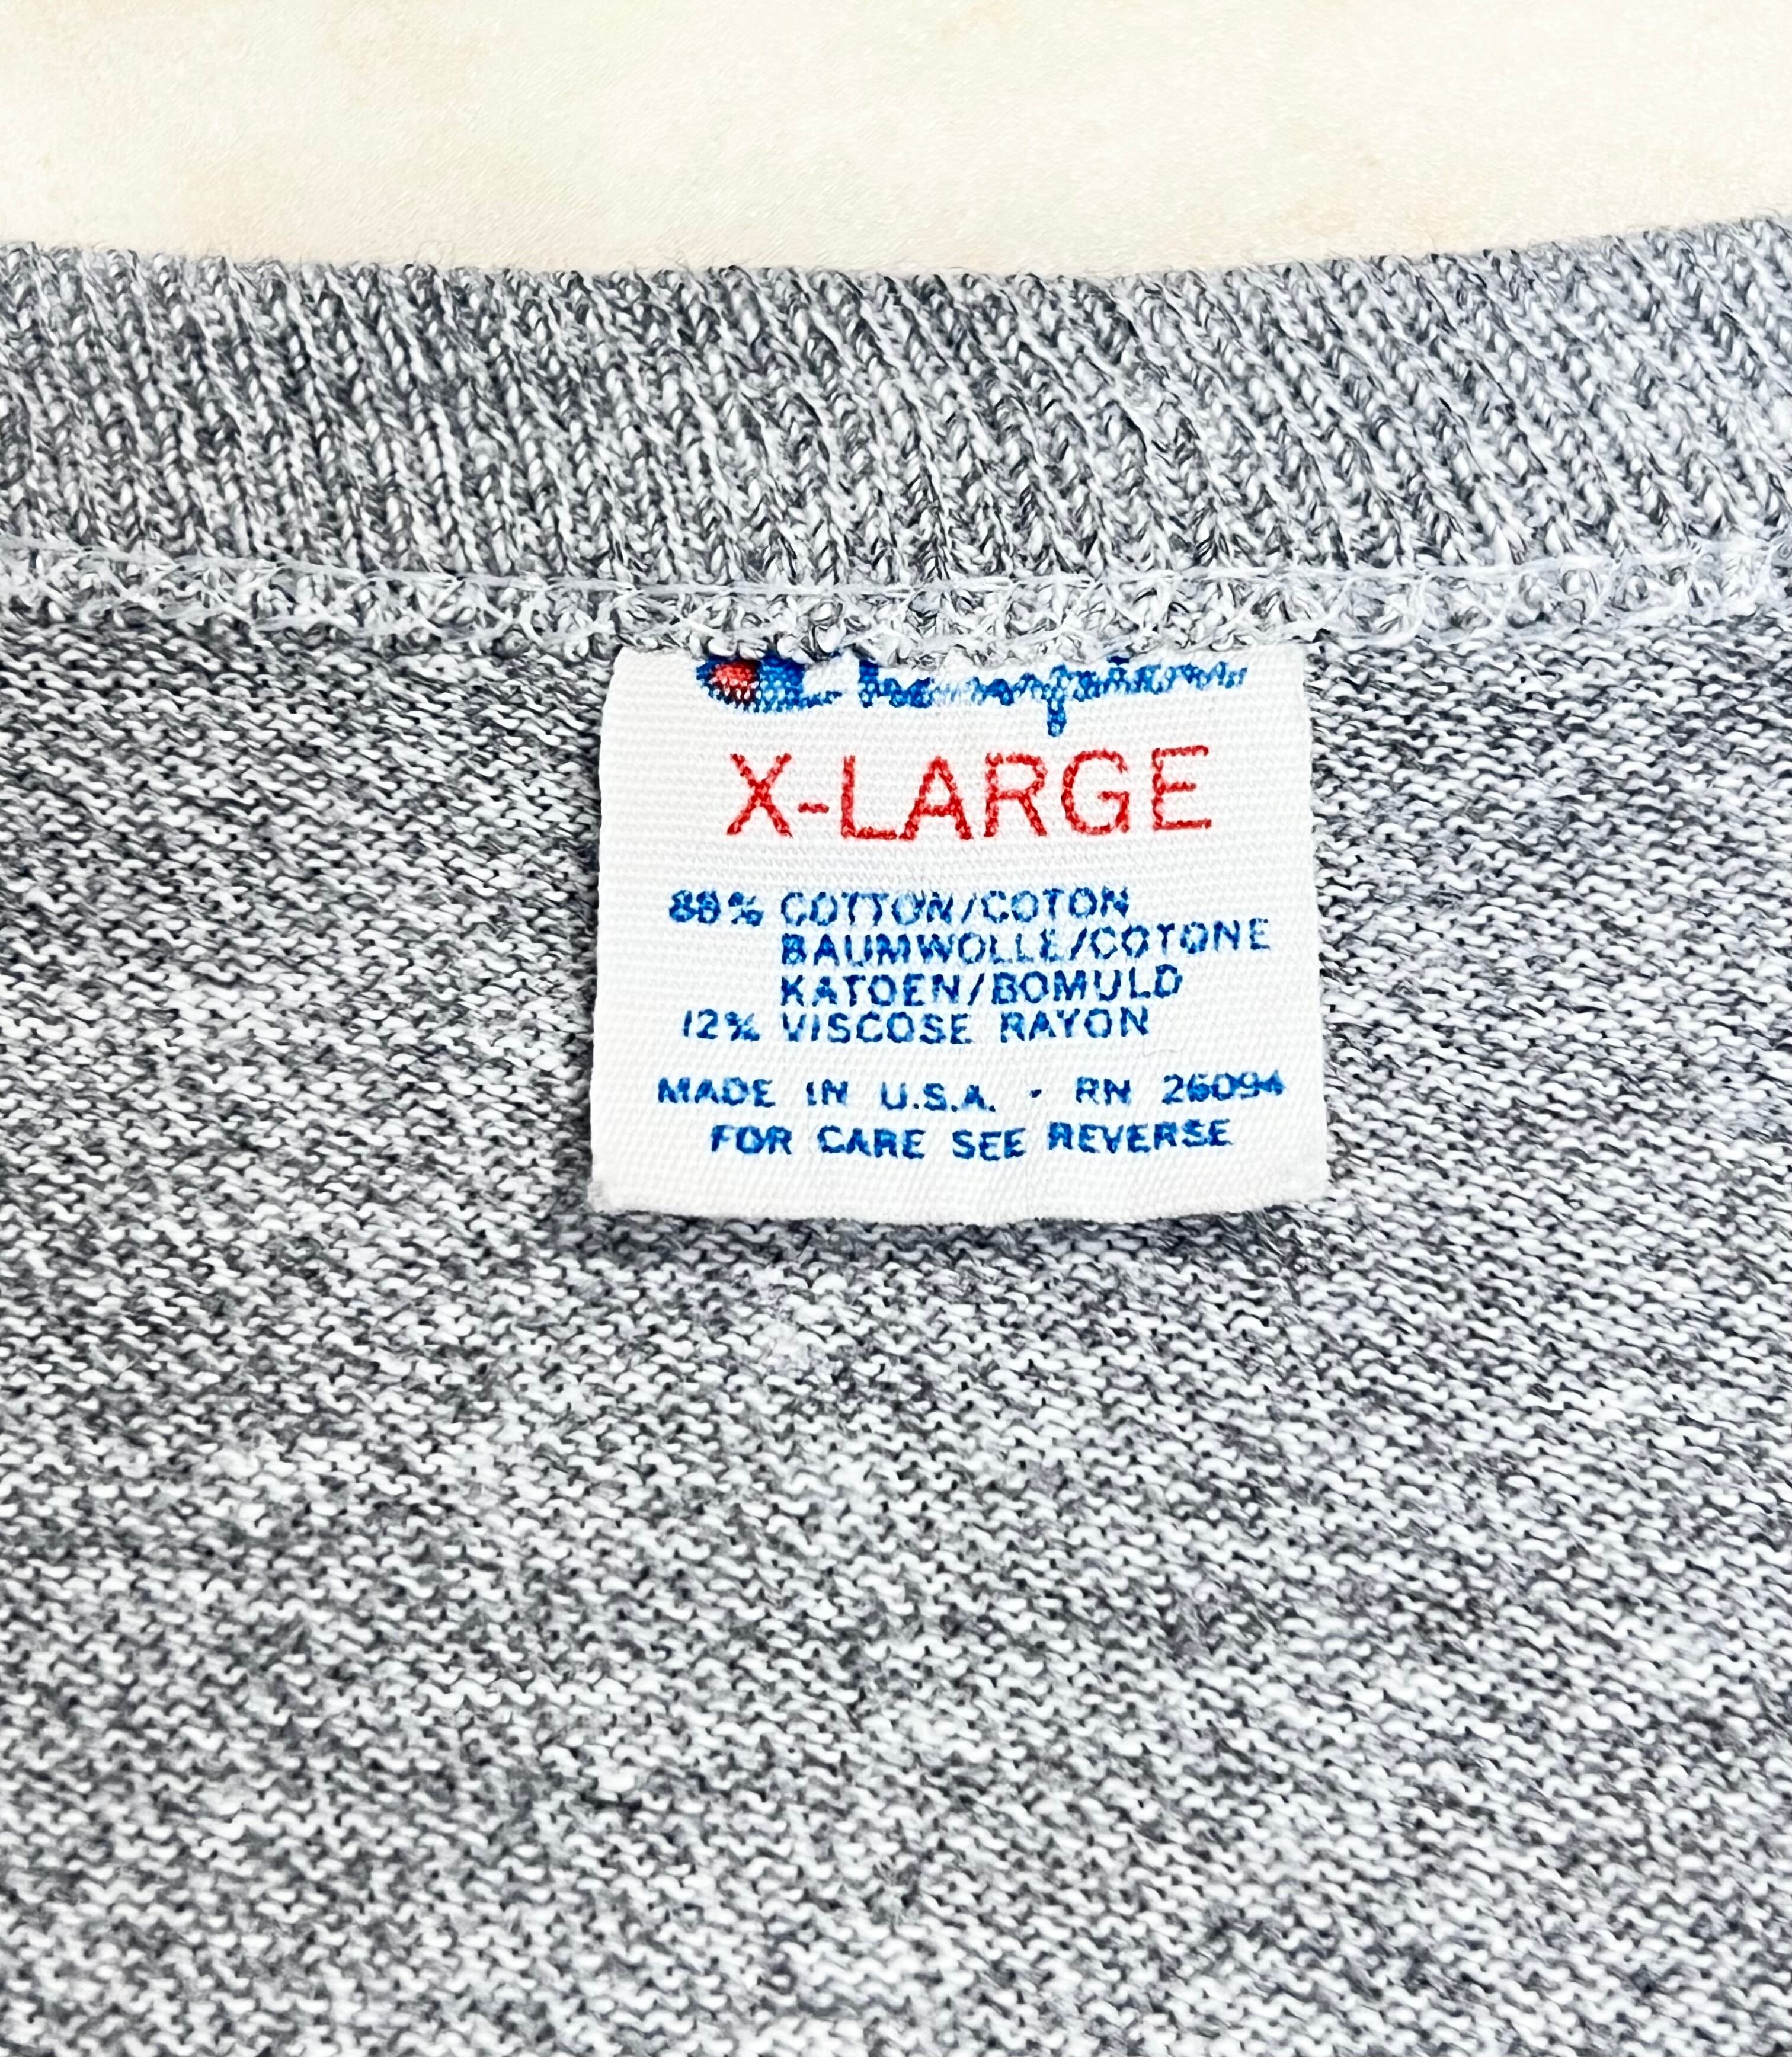 Champion
X-LARGE
88% COTTON/COTON
BAUMWOLLE/COTONE
KATOEN/BOMULD
12% VISCOSE RAYON
MADE IN U.S.A. · RN 26094
FOR CARE SEE REVERSE